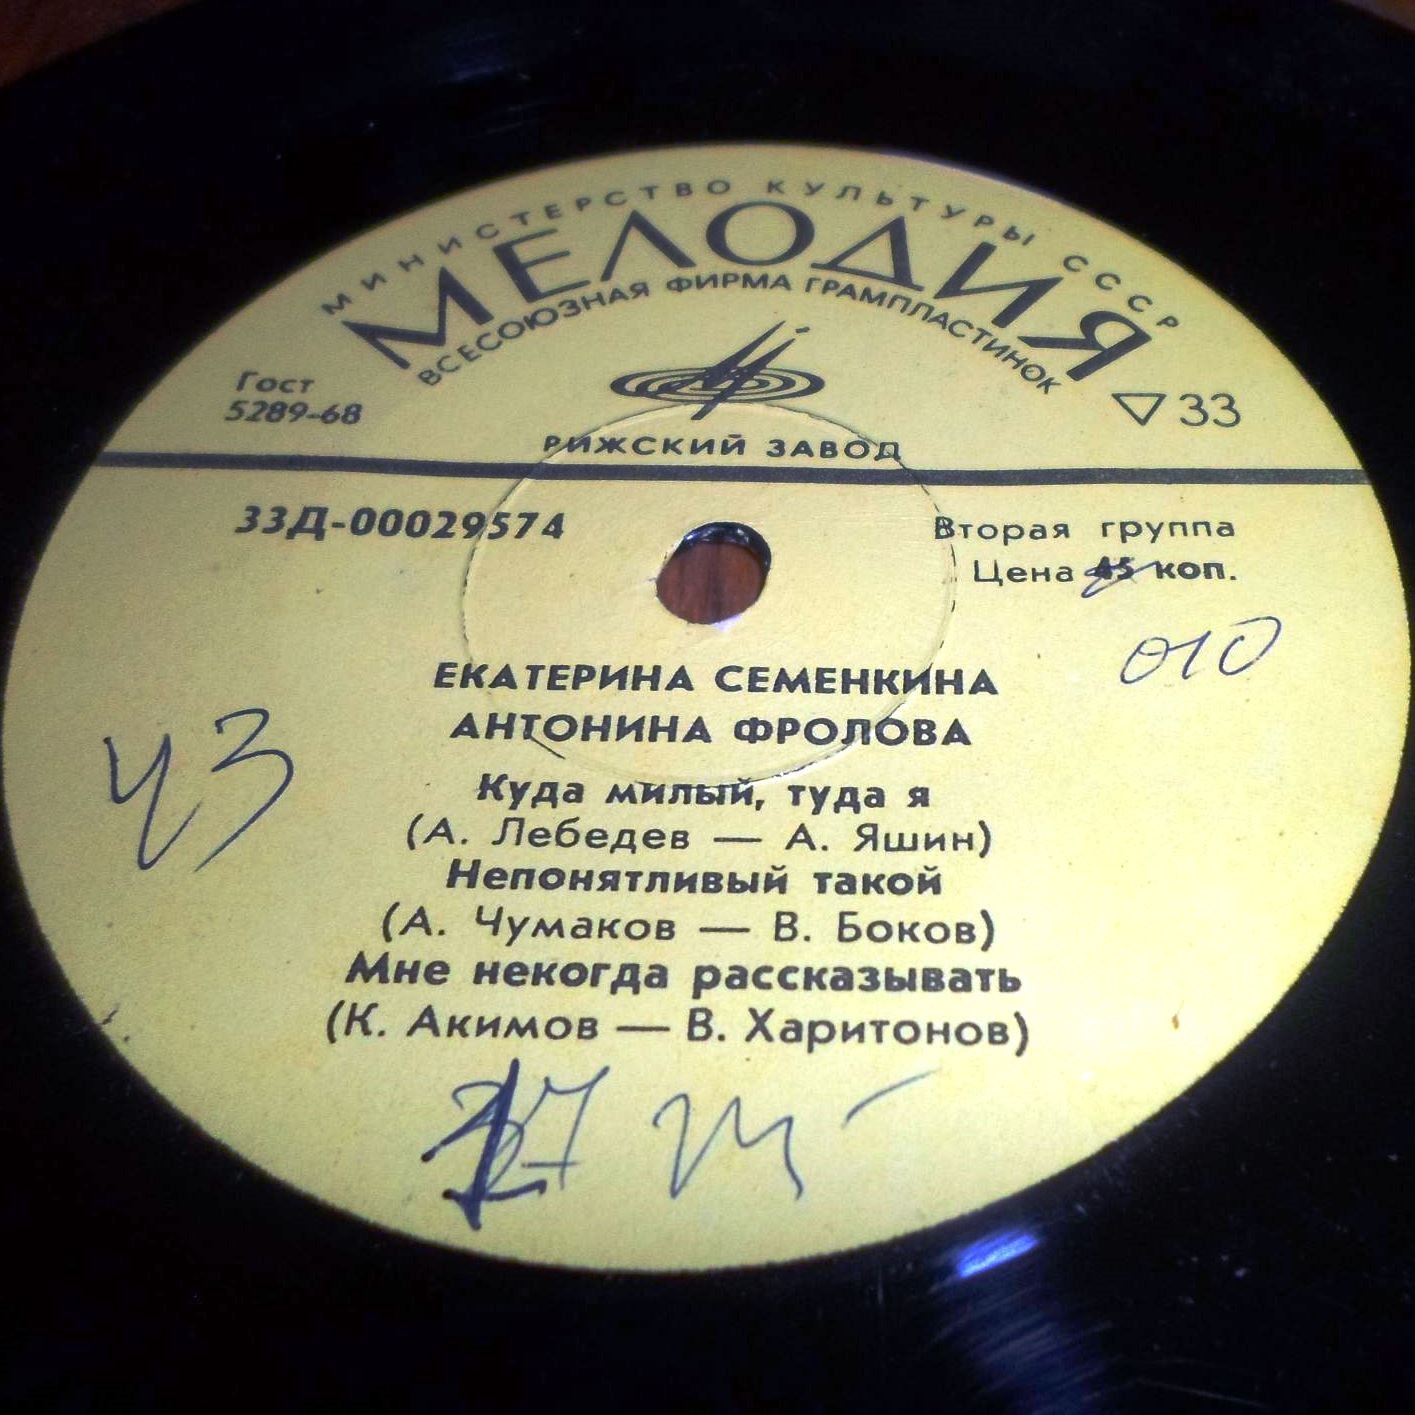 МИНИСТЕРСТВО КУЛЬТУРЫ СССР
МЕЛОДИЯ
ВСЕСОЮЗНАЯ ФИРМА ГРАМПЛАСТИНОК
Гост
5289-68
33
РИЖСКИЙ ЗАВОД
33Д-00029574
Вторая группа
Цена 45 коп.
010
ЕКАТЕРИНА СЕМЕНКИНА
АНТОНИНА ФРОЛОВА
43
Куда милый, туда я
(А. Лебедев — А. Яшин)
Непонятливый такой
(А. Чумаков — В. Боков)
Мне некогда рассказывать
(К. Акимов — В. Харитонов)